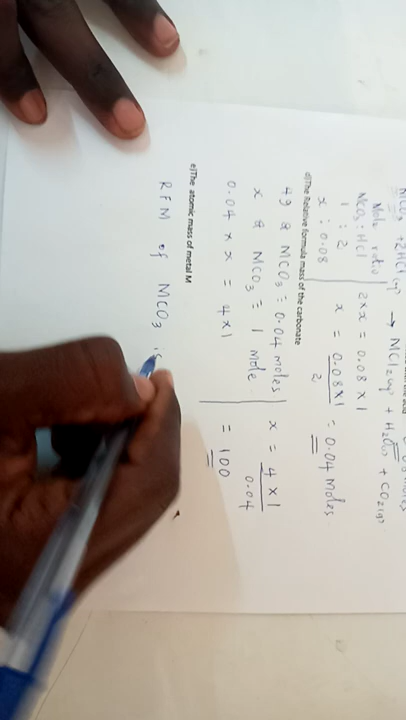 MCO₃ + 2HCl(aq) → MCl₂(aq) + H₂O(l) + CO₂(g)
Mole ratio
MCO₃ : HCl
1 : 2
x : 0.08
2 × x = 0.08 × 1
x = 0.08×1 / 2 = 0.04 moles
d)The Relative formula mass of the carbonate
4g of MCO₃ = 0.04 moles
x of MCO₃ = 1 mole
0.04 × x = 4×1
x = 4 × 1 / 0.04
= 100
e)The atomic mass of metal M
RFM of MCO₃ is